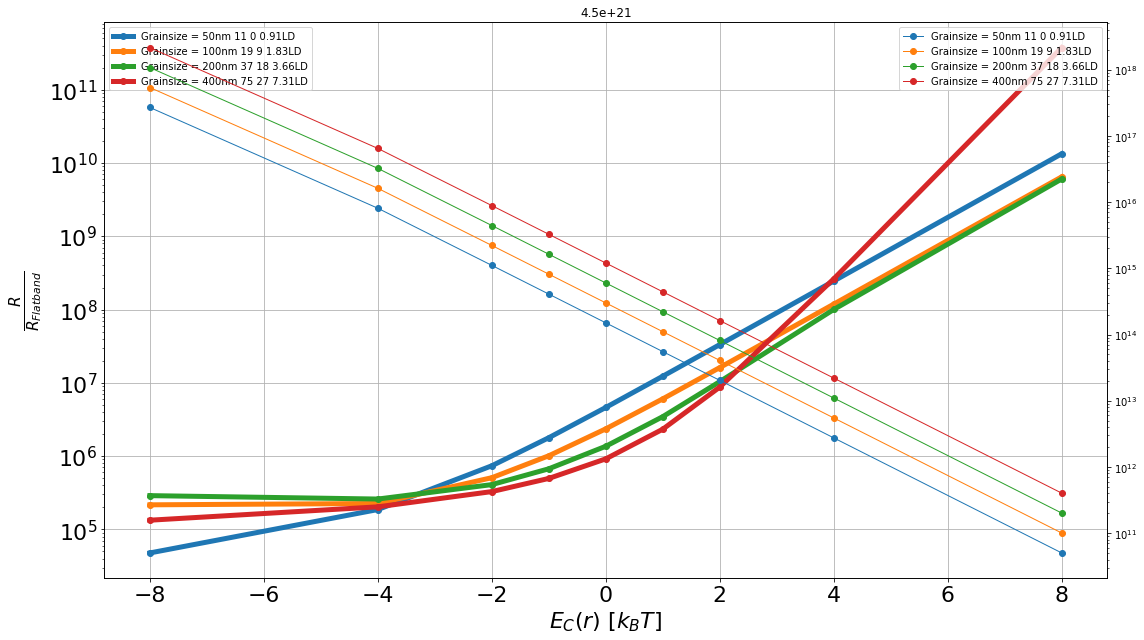 4.5e+21
Grainsize = 50nm 11 0 0.91LD
Grainsize = 100nm 19 9 1.83LD
Grainsize = 200nm 37 18 3.66LD
Grainsize = 400nm 75 27 7.31LD
Grainsize = 50nm 11 0 0.91LD
Grainsize = 100nm 19 9 1.83LD
Grainsize = 200nm 37 18 3.66LD
Grainsize = 400nm 75 27 7.31LD
10^11
10^10
10^9
10^8
10^7
10^6
10^5
R
R_Flatband
10^18
10^17
10^16
10^15
10^14
10^13
10^12
10^11
−8 −6 −4 −2 0 2 4 6 8
E_C(r) [k_BT]